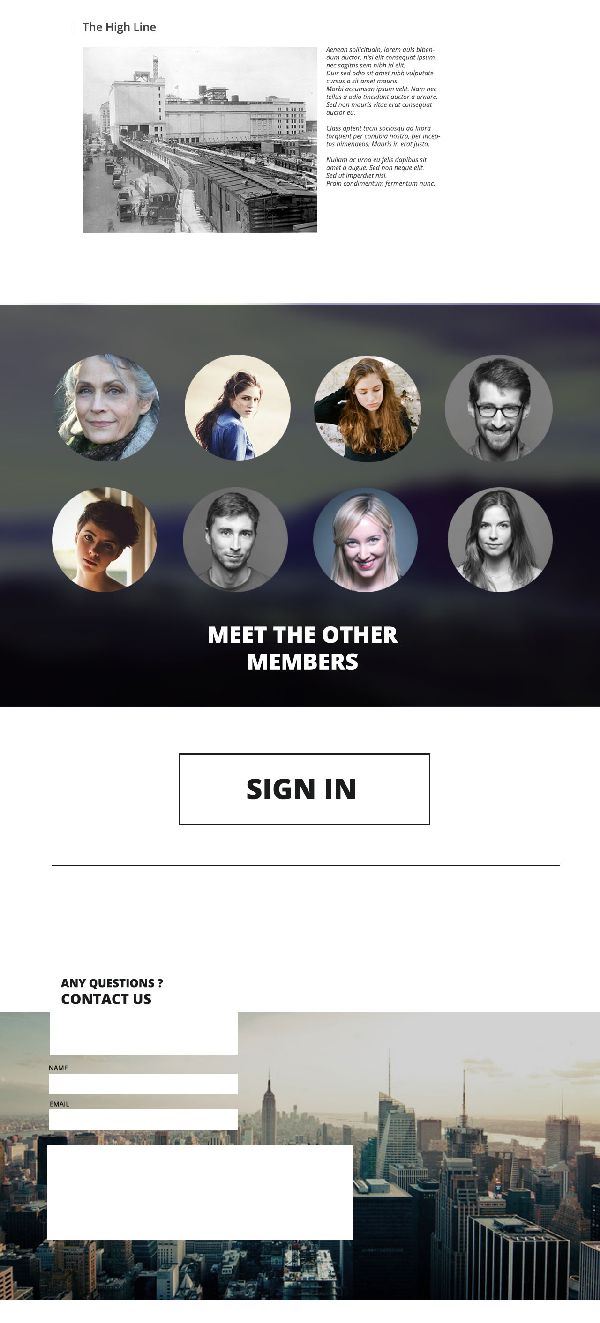 The High Line
Aenean sollicitudin, lorem quis biben-
dum auctor, nisi elit consequat ipsum
nec sagittis sem nibh id elit.
Duis sed odio sit amet nibh vulputate
cursus a sit amet mauris.
Morbi accumsan ipsum velit. Nam nec
tellus a odio tincidunt auctor a ornare.
Sed non mauris vitae erat consequat
auctor eu.
Class aptent taciti sociosqu ad litora
torquent per conubia nostra, per incep-
tos himenaeos. Mauris in erat justo.
Nullam ac urna eu felis dapibus sit
amet a augue. Sed non neque elit.
Sed ut imperdiet nisi.
Proin condimentum fermentum nunc.
MEET THE OTHER
MEMBERS
SIGN IN
ANY QUESTIONS ?
CONTACT US
NAME
EMAIL